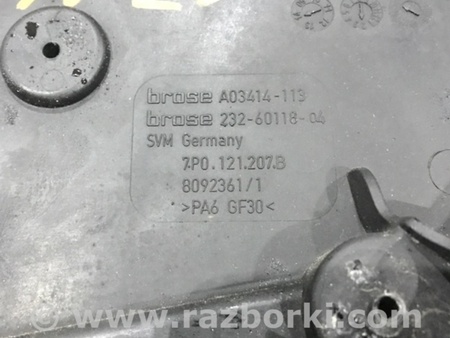 brose A03414-113
brose 232-60118-04
SVM Germany
7P0.121.207.B
8092361/1
>PA6 GF30<
www.razborki.com